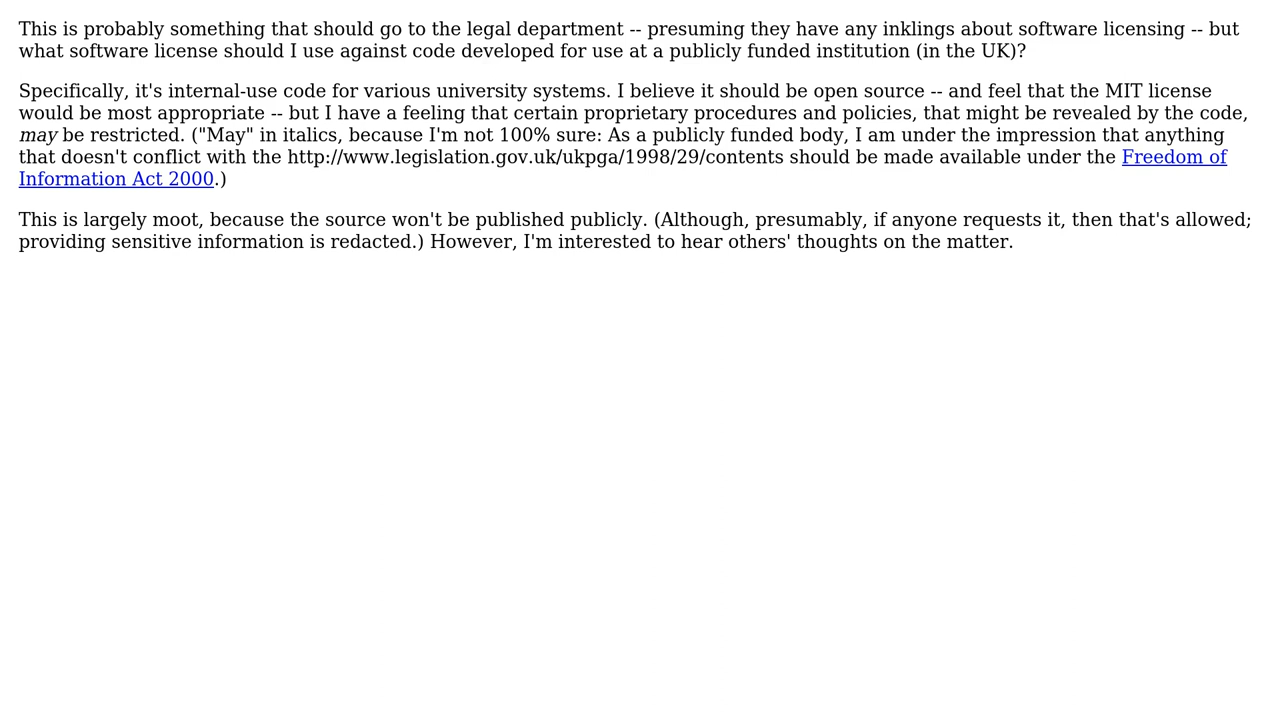 This is probably something that should go to the legal department -- presuming they have any inklings about software licensing -- but
what software license should I use against code developed for use at a publicly funded institution (in the UK)?
Specifically, it's internal-use code for various university systems. I believe it should be open source -- and feel that the MIT license
would be most appropriate -- but I have a feeling that certain proprietary procedures and policies, that might be revealed by the code,
may be restricted. ("May" in italics, because I'm not 100% sure: As a publicly funded body, I am under the impression that anything
that doesn't conflict with the http://www.legislation.gov.uk/ukpga/1998/29/contents should be made available under the Freedom of
Information Act 2000.)
This is largely moot, because the source won't be published publicly. (Although, presumably, if anyone requests it, then that's allowed;
providing sensitive information is redacted.) However, I'm interested to hear others' thoughts on the matter.